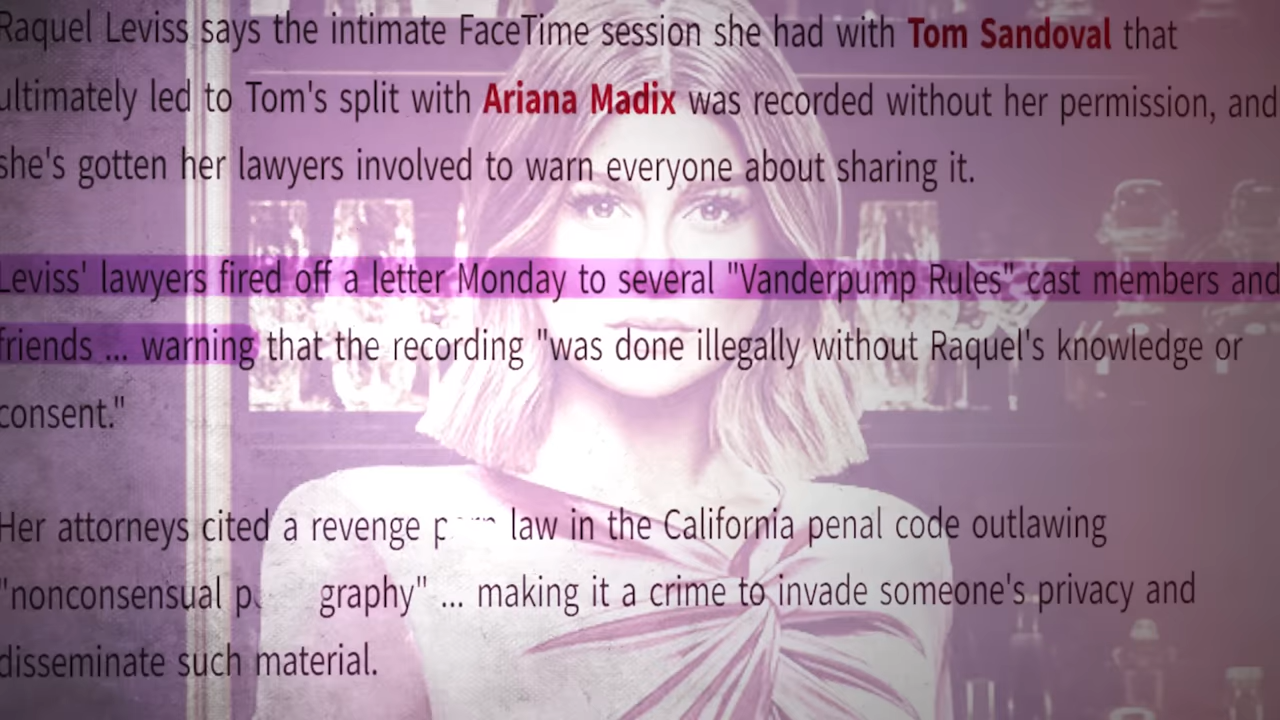 Raquel Leviss says the intimate FaceTime session she had with Tom Sandoval that
ultimately led to Tom's split with Ariana Madix was recorded without her permission, and
she's gotten her lawyers involved to warn everyone about sharing it.
Leviss' lawyers fired off a letter Monday to several "Vanderpump Rules" cast members and
friends ... warning that the recording "was done illegally without Raquel's knowledge or
consent."
Her attorneys cited a revenge p law in the California penal code outlawing
"nonconsensual p graphy" ... making it a crime to invade someone's privacy and
disseminate such material.